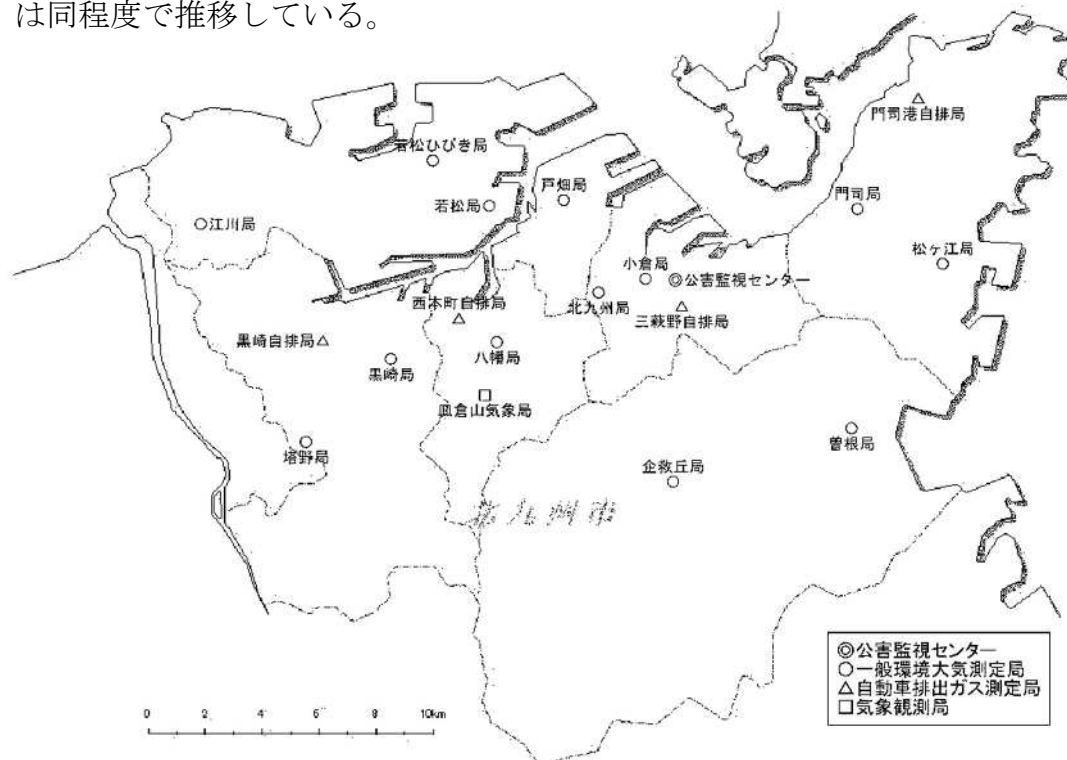 は同程度で推移している。
門司港自排局
若松ひびき局
戸畑局
若松局
門司局
江川局
松ヶ江局
小倉局
公害監視センター
北九州局
三萩野自排局
西本町自排局
黒崎自排局
八幡局
黒崎局
皿倉山気象局
曽根局
塔野局
企救丘局
北九州市
0 2 4 6 8 10km
◎公害監視センター
○一般環境大気測定局
△自動車排出ガス測定局
□気象観測局